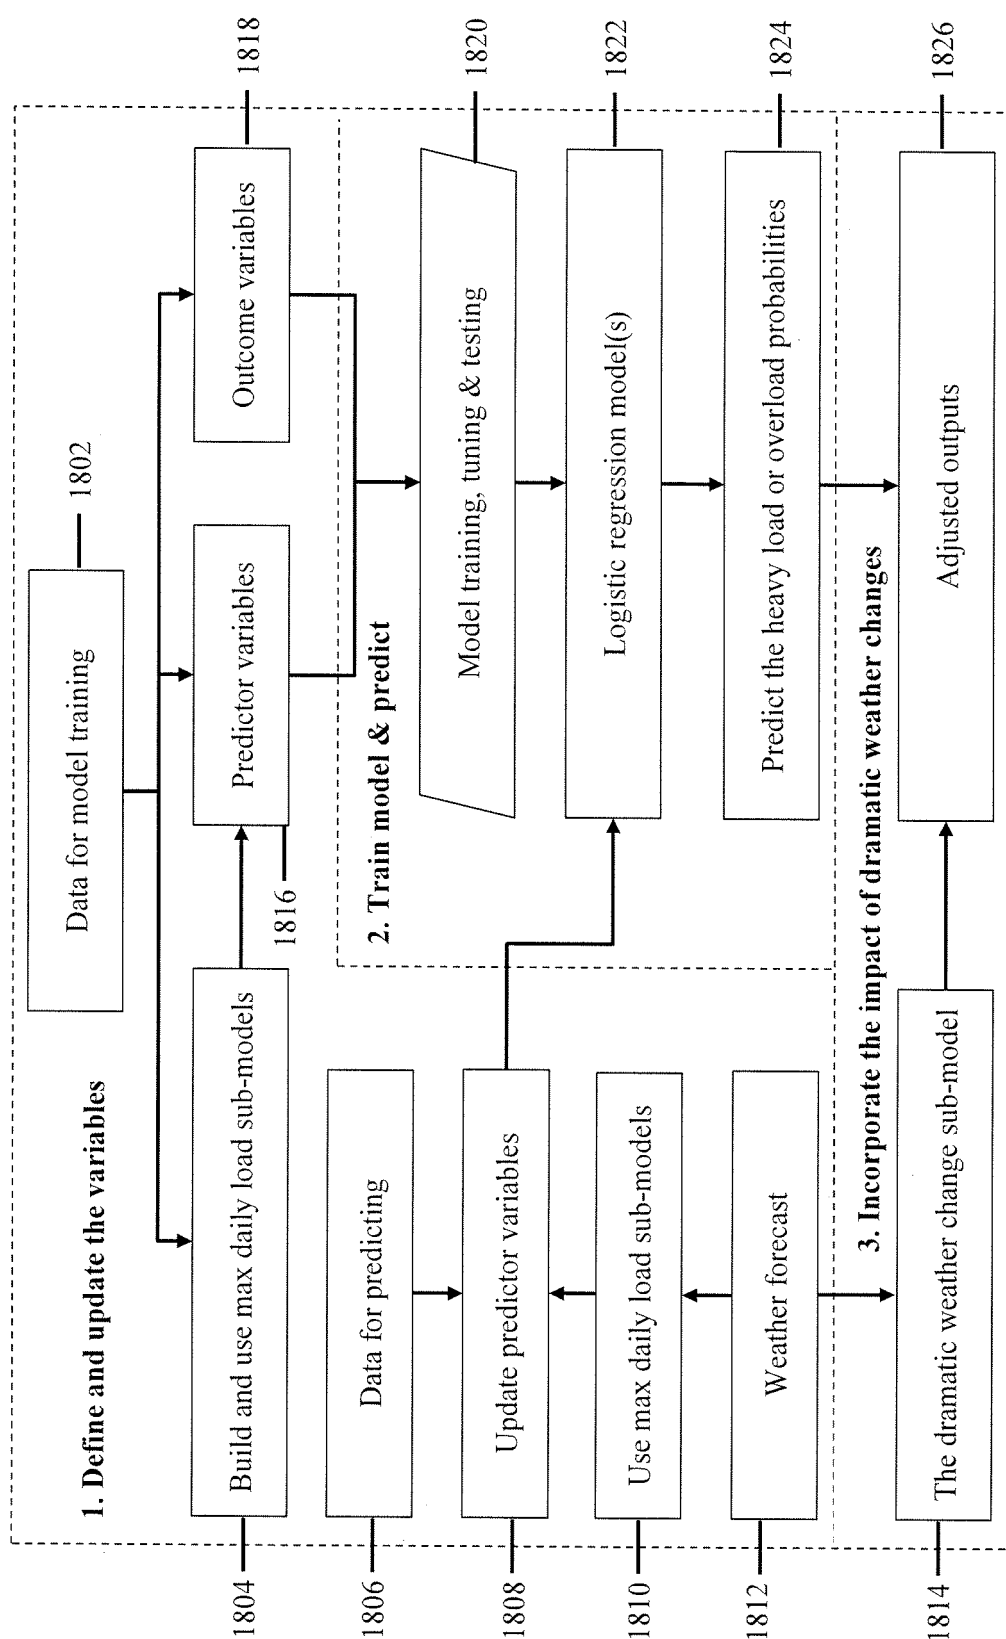 Data for model training
1802
1. Define and update the variables
1804
Build and use max daily load sub-models
Predictor variables
1816
Outcome variables
1818
1806
Data for predicting
2. Train model & predict
1808
Update predictor variables
Model training, tuning & testing
1820
1810
Use max daily load sub-models
Logistic regression model(s)
1822
1812
Weather forecast
Predict the heavy load or overload probabilities
1824
3. Incorporate the impact of dramatic weather changes
1814
The dramatic weather change sub-model
Adjusted outputs
1826